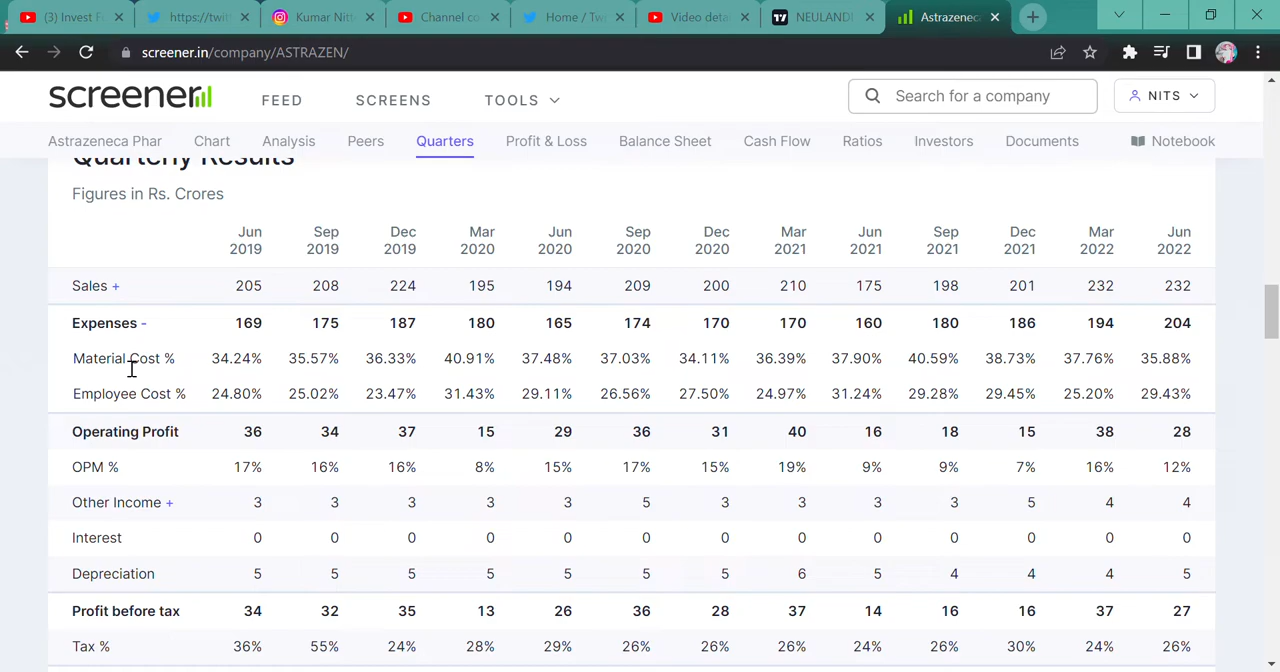 (3) Invest F
https://twit
Kumar Nitt
Channel co
Home / Tw
Video detai
NEULAND
Astrazenec
screener.in/company/ASTRAZEN/
screener FEED SCREENS TOOLS Search for a company NITS
Astrazeneca Phar Chart Analysis Peers Quarters Profit & Loss Balance Sheet Cash Flow Ratios Investors Documents Notebook
Quarterly Results
Figures in Rs. Crores
Jun 2019 Sep 2019 Dec 2019 Mar 2020 Jun 2020 Sep 2020 Dec 2020 Mar 2021 Jun 2021 Sep 2021 Dec 2021 Mar 2022 Jun 2022
Sales + 205 208 224 195 194 209 200 210 175 198 201 232 232
Expenses - 169 175 187 180 165 174 170 170 160 180 186 194 204
Material Cost % 34.24% 35.57% 36.33% 40.91% 37.48% 37.03% 34.11% 36.39% 37.90% 40.59% 38.73% 37.76% 35.88%
Employee Cost % 24.80% 25.02% 23.47% 31.43% 29.11% 26.56% 27.50% 24.97% 31.24% 29.28% 29.45% 25.20% 29.43%
Operating Profit 36 34 37 15 29 36 31 40 16 18 15 38 28
OPM % 17% 16% 16% 8% 15% 17% 15% 19% 9% 9% 7% 16% 12%
Other Income + 3 3 3 3 3 5 3 3 3 3 5 4 4
Interest 0 0 0 0 0 0 0 0 0 0 0 0 0
Depreciation 5 5 5 5 5 5 5 6 5 4 4 4 5
Profit before tax 34 32 35 13 26 36 28 37 14 16 16 37 27
Tax % 36% 55% 24% 28% 29% 26% 26% 26% 24% 26% 30% 24% 26%